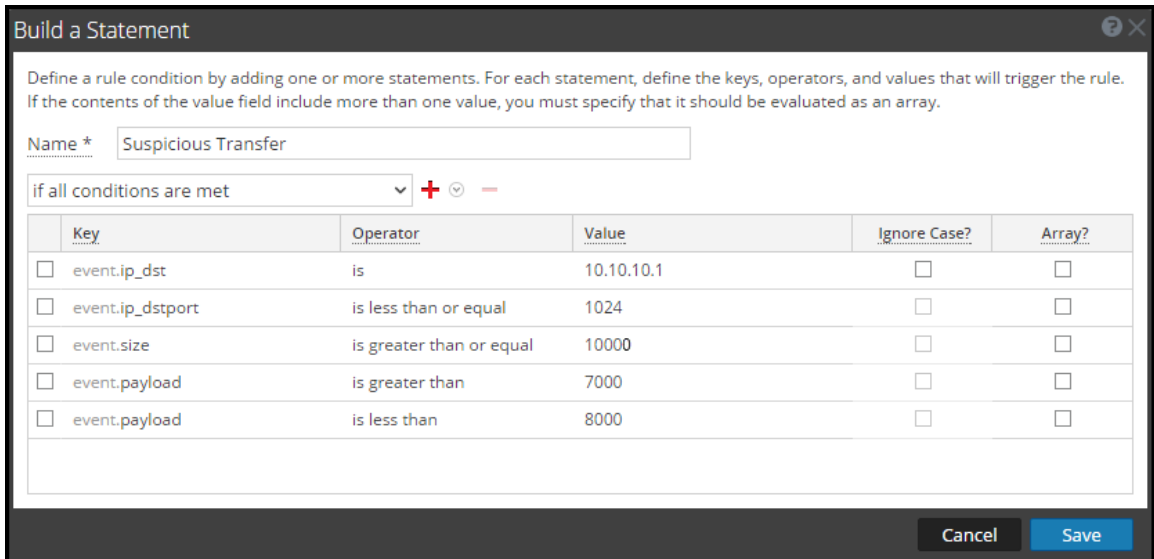 Build a Statement
Define a rule condition by adding one or more statements. For each statement, define the keys, operators, and values that will trigger the rule.
If the contents of the value field include more than one value, you must specify that it should be evaluated as an array.
Name * Suspicious Transfer
if all conditions are met
Key Operator Value Ignore Case? Array?
event.ip_dst is 10.10.10.1
event.ip_dstport is less than or equal 1024
event.size is greater than or equal 10000
event.payload is greater than 7000
event.payload is less than 8000
Cancel Save